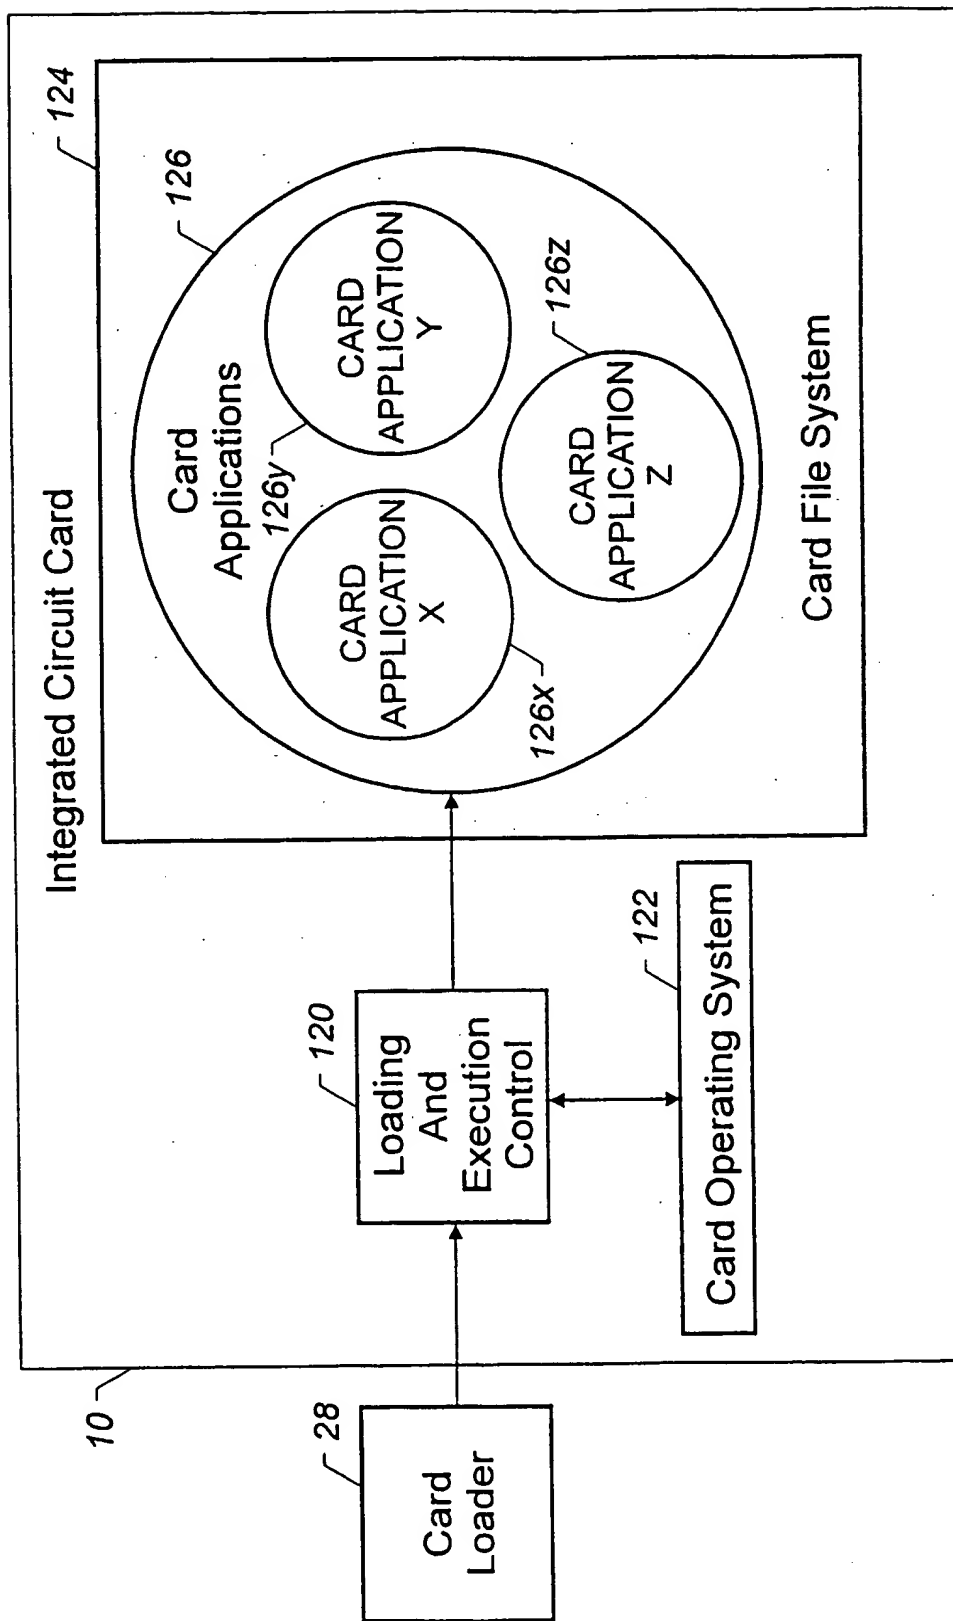 Integrated Circuit Card
10
28
Card
Loader
120
Loading
And
Execution
Control
122
Card Operating System
124
126
Card
Applications
126x
CARD
APPLICATION
X
126y
CARD
APPLICATION
Y
126z
CARD
APPLICATION
Z
Card File System